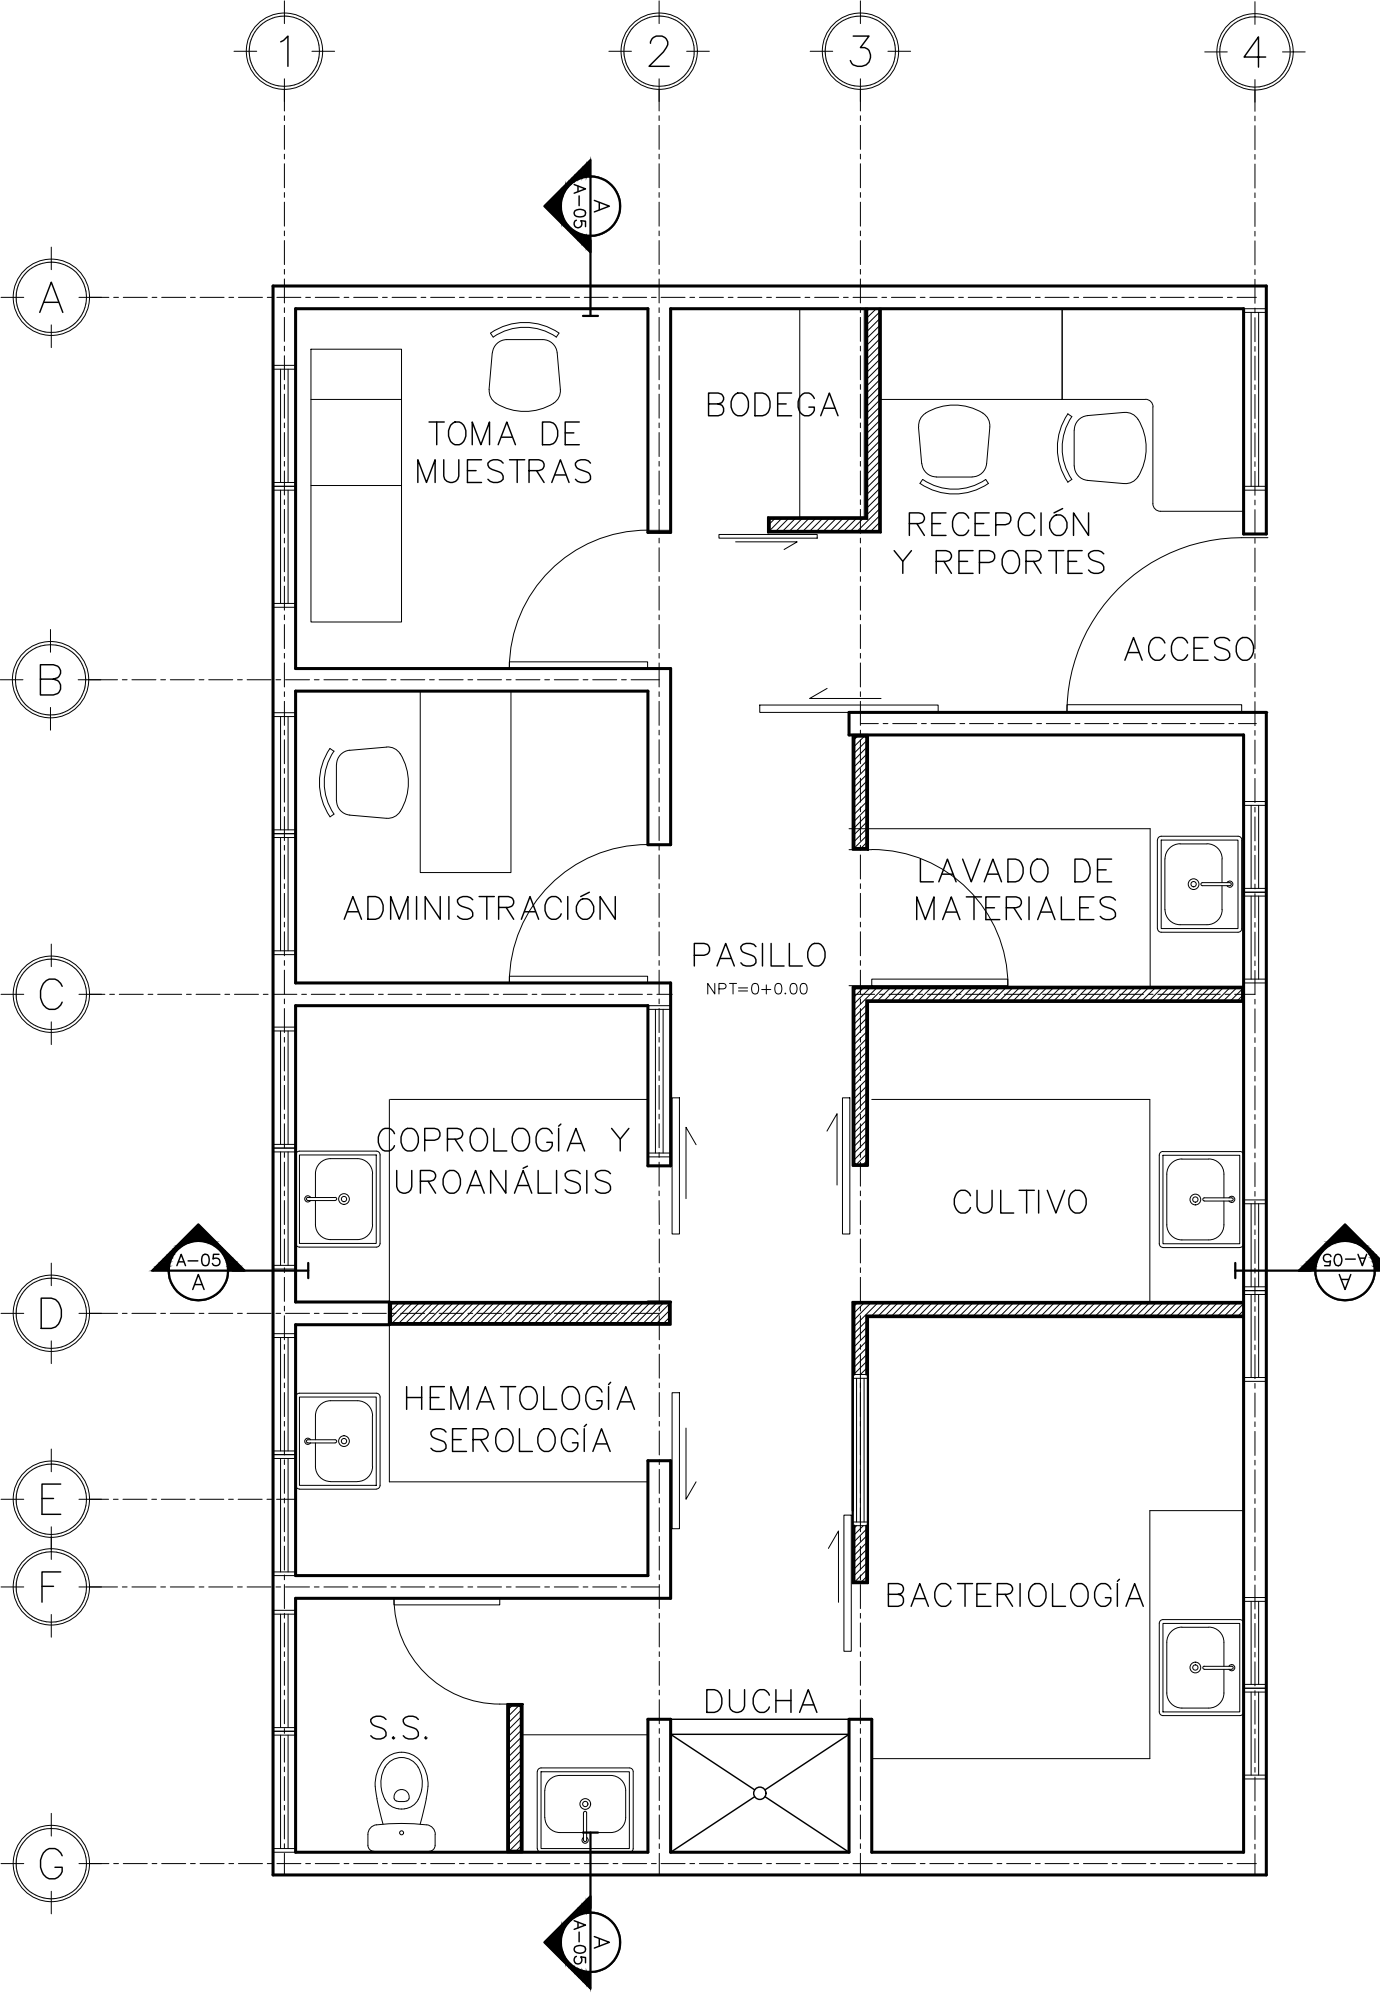 1
2
3
4
A
A-05
A
BODEGA
TOMA DE
MUESTRAS
RECEPCIÓN
Y REPORTES
ACCESO
B
LAVADO DE
MATERIALES
ADMINISTRACIÓN
PASILLO
NPT=0+0.00
C
COPROLOGÍA Y
UROANÁLISIS
CULTIVO
A-05
A
A-05
A
D
HEMATOLOGÍA
SEROLOGÍA
E
F
BACTERIOLOGÍA
DUCHA
S.S.
G
A-05
A